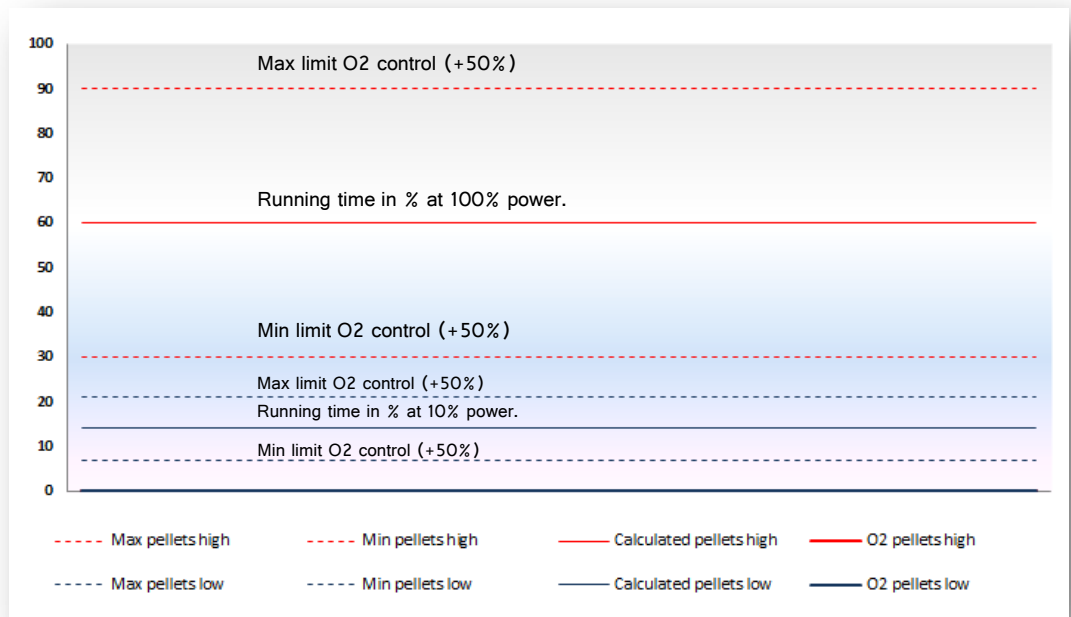 100
Max limit O2 control (+50%)
90
80
70
Running time in % at 100% power.
60
50
40
Min limit O2 control (+50%)
30
Max limit O2 control (+50%)
20
Running time in % at 10% power.
10
Min limit O2 control (+50%)
0
Max pellets high
Min pellets high
Calculated pellets high
O2 pellets high
Max pellets low
Min pellets low
Calculated pellets low
O2 pellets low